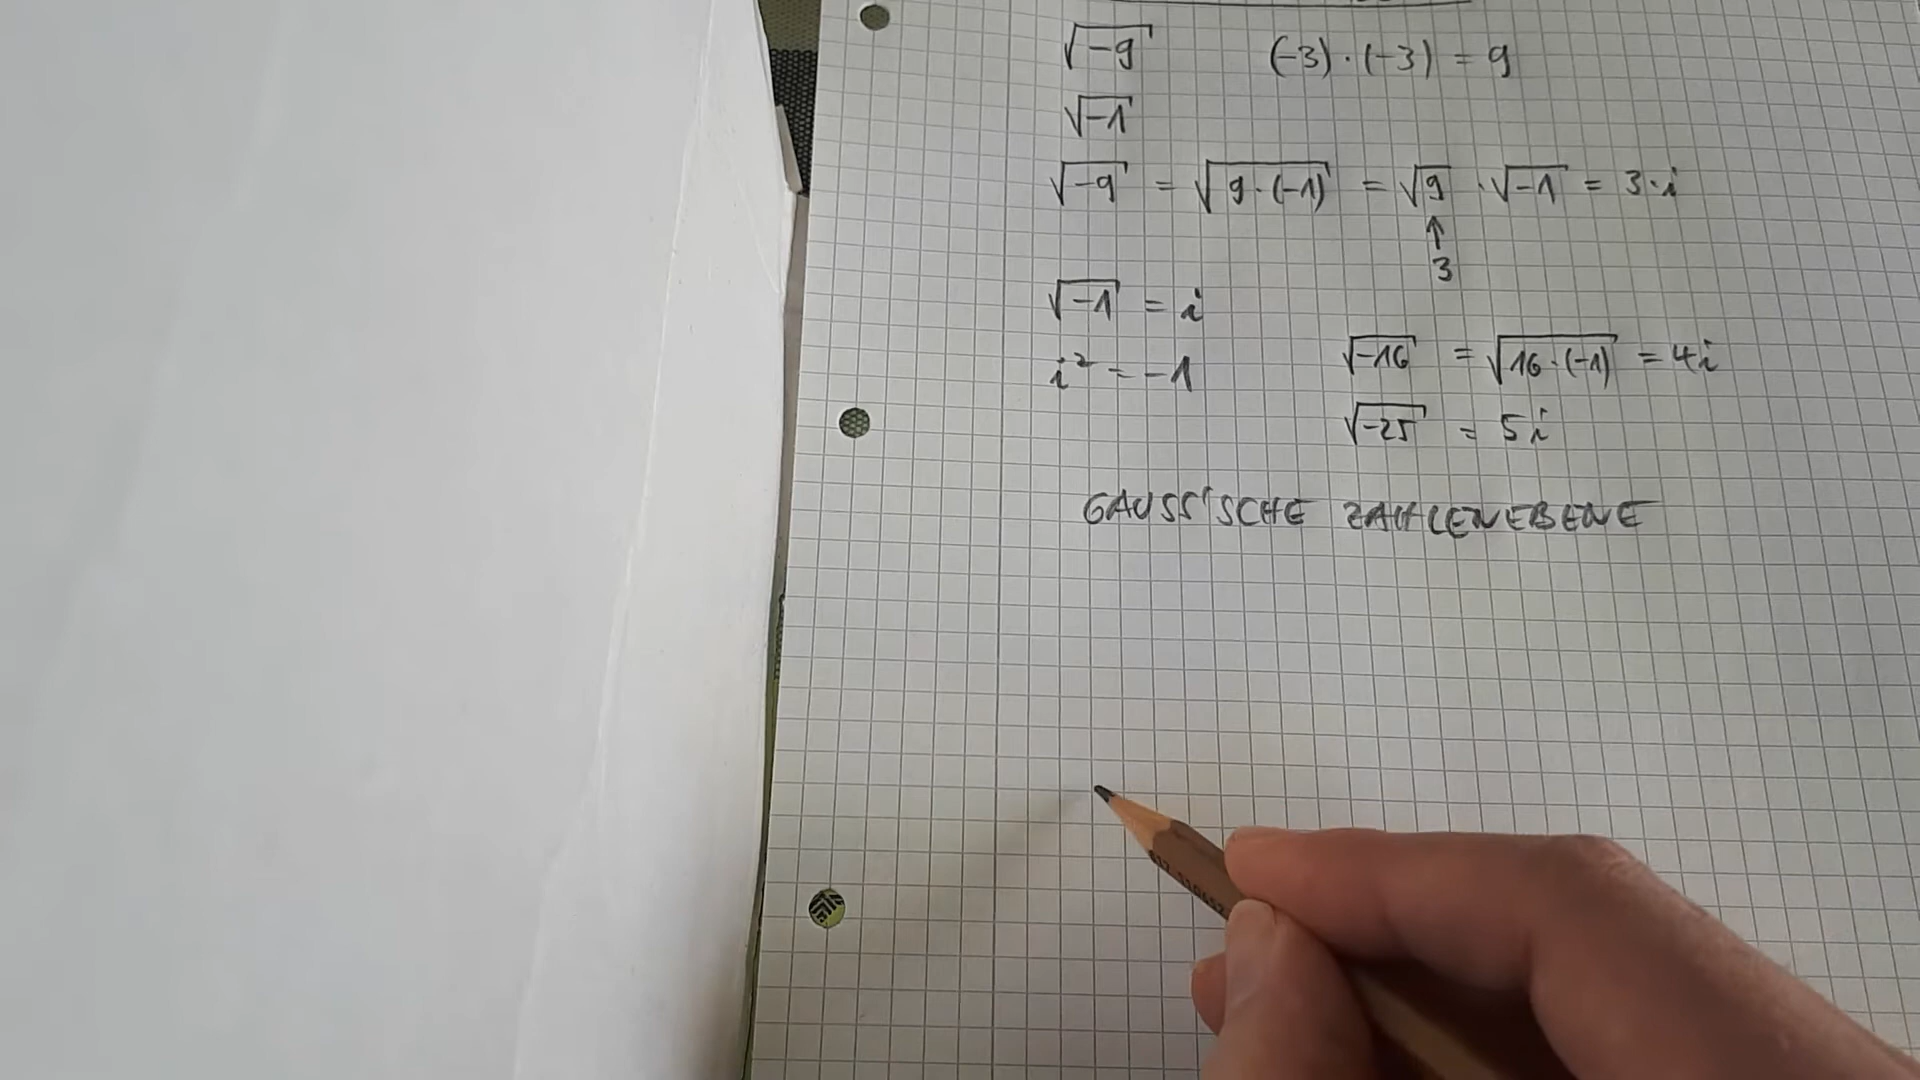 √-9 (-3)·(-3) = 9
√-1
√-9 = √9·(-1) = √9 · √-1 = 3·i
↑
3
√-1 = i
√-16 = √16·(-1) = 4i
i² = -1
√-25 = 5i
GAUSS'SCHE ZAHLENEBENE